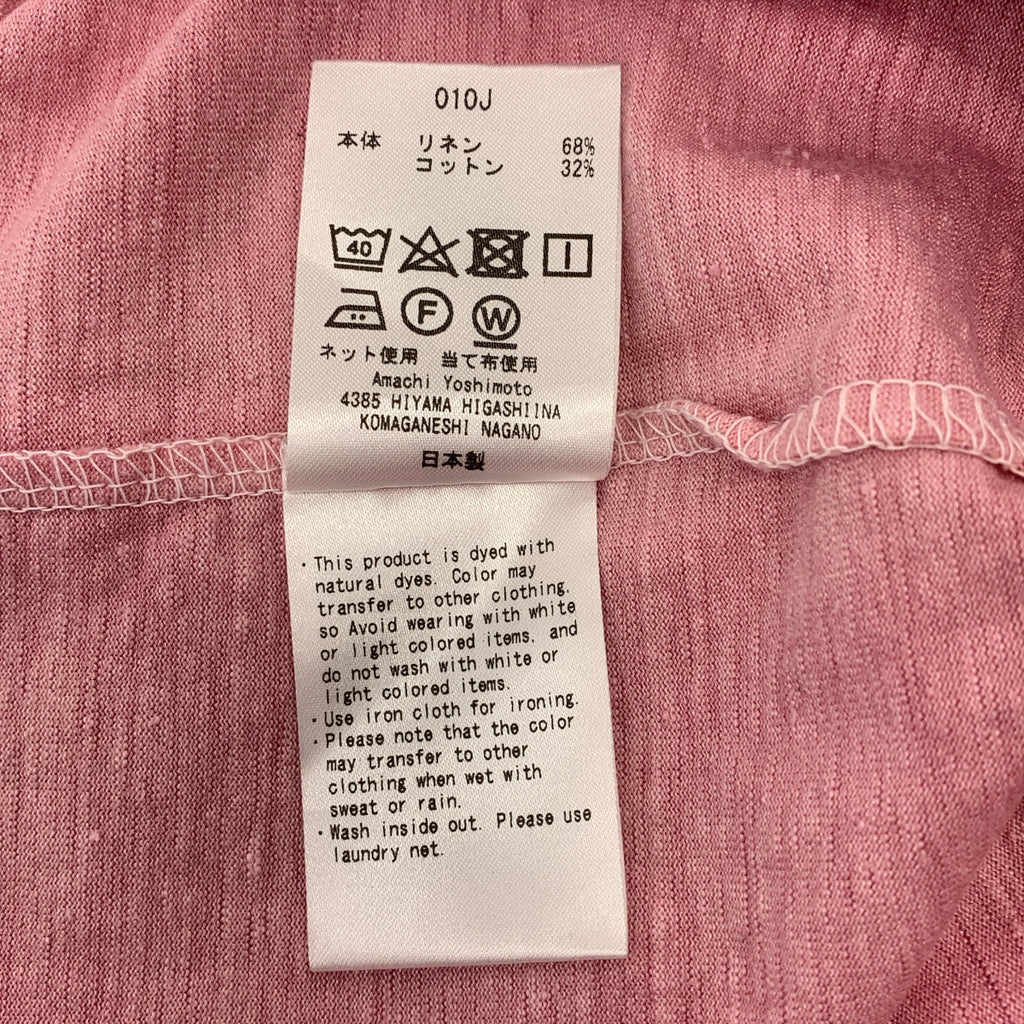 010J
本体 リネン 68%
コットン 32%
40
F W
ネット使用 当て布使用
Amachi Yoshimoto
4385 HIYAMA HIGASHIINA
KOMAGANESHI NAGANO
日本製
・This product is dyed with
natural dyes. Color may
transfer to other clothing.
so Avoid wearing with white
or light colored items, and
do not wash with white or
light colored items.
・Use iron cloth for ironing.
・Please note that the color
may transfer to other
clothing when wet with
sweat or rain.
・Wash inside out. Please use
laundry net.